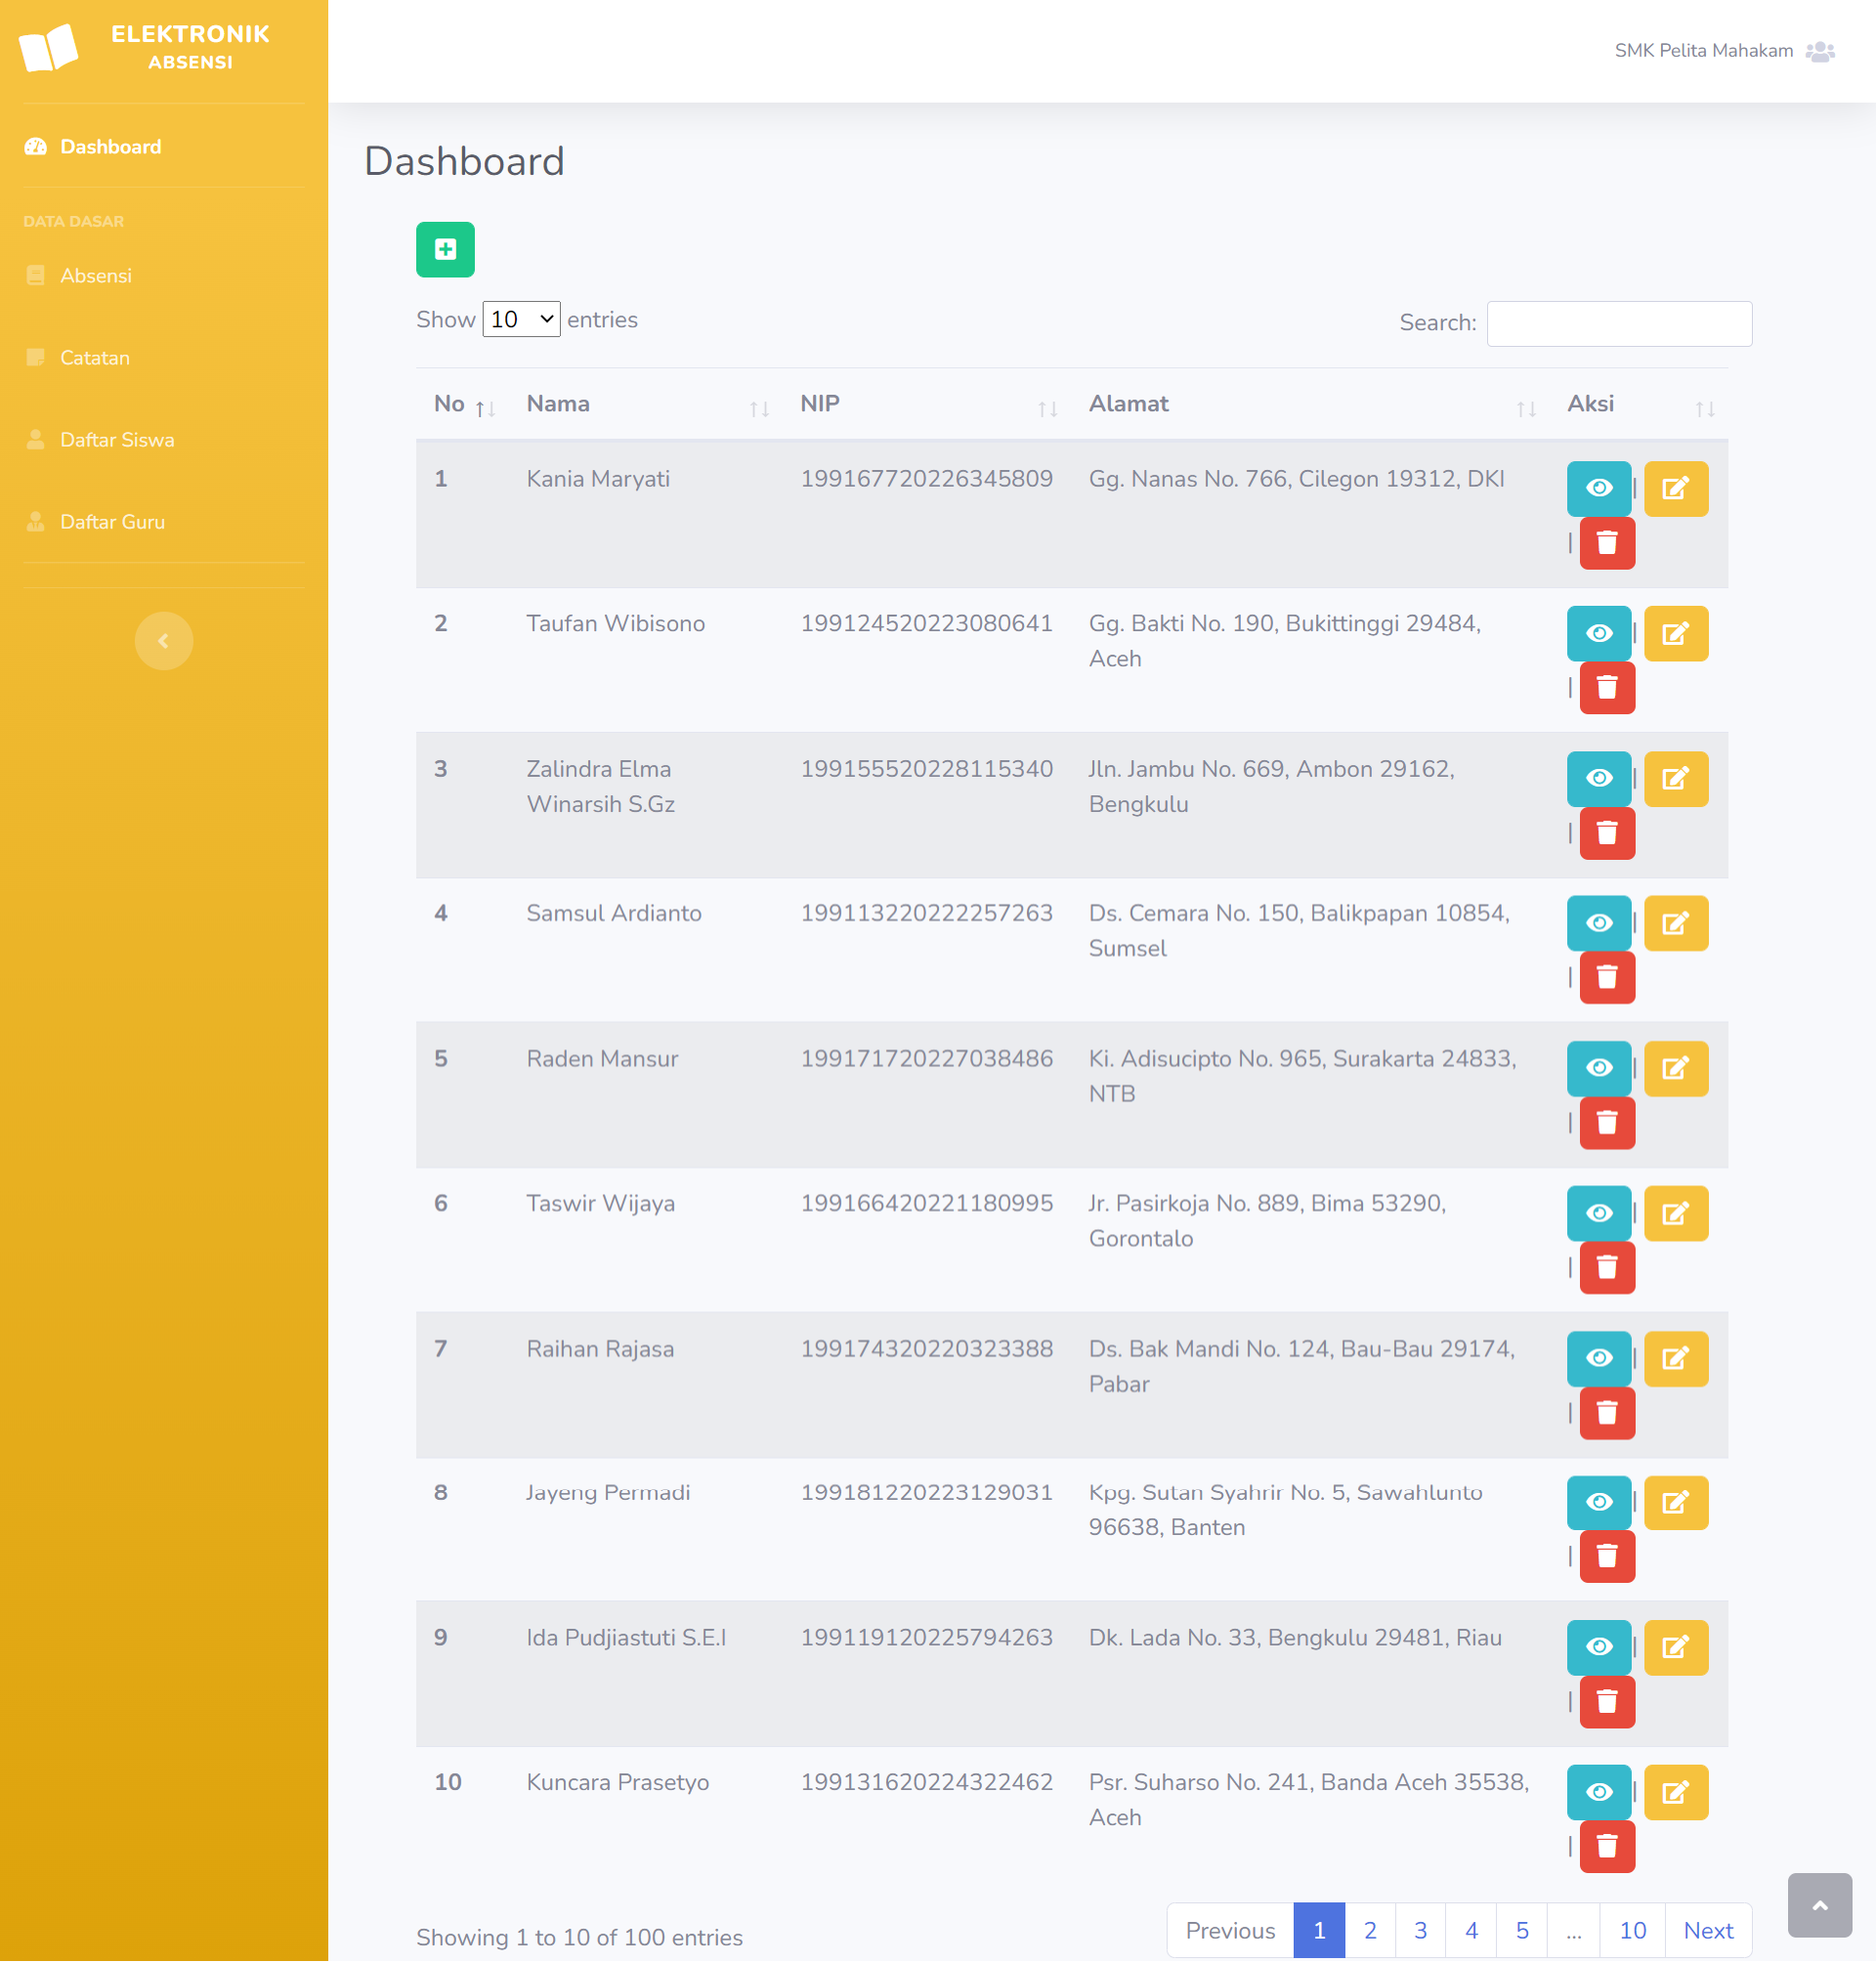 ELEKTRONIK
ABSENSI
SMK Pelita Mahakam
Dashboard
DATA DASAR
Absensi
Catatan
Daftar Siswa
Daftar Guru
Dashboard
Show 10 entries
Search:
No Nama NIP Alamat Aksi
1 Kania Maryati 199167720226345809 Gg. Nanas No. 766, Cilegon 19312, DKI |
|
2 Taufan Wibisono 199124520223080641 Gg. Bakti No. 190, Bukittinggi 29484, |
Aceh
|
3 Zalindra Elma 199155520228115340 Jln. Jambu No. 669, Ambon 29162, |
Winarsih S.Gz Bengkulu
|
4 Samsul Ardianto 199113220222257263 Ds. Cemara No. 150, Balikpapan 10854, |
Sumsel
|
5 Raden Mansur 199171720227038486 Ki. Adisucipto No. 965, Surakarta 24833, |
NTB
|
6 Taswir Wijaya 199166420221180995 Jr. Pasirkoja No. 889, Bima 53290, |
Gorontalo
|
7 Raihan Rajasa 199174320220323388 Ds. Bak Mandi No. 124, Bau-Bau 29174, |
Pabar
|
8 Jayeng Permadi 199181220223129031 Kpg. Sutan Syahrir No. 5, Sawahlunto |
96638, Banten
|
9 Ida Pudjiastuti S.E.I 199119120225794263 Dk. Lada No. 33, Bengkulu 29481, Riau |
|
10 Kuncara Prasetyo 199131620224322462 Psr. Suharso No. 241, Banda Aceh 35538, |
Aceh
|
Showing 1 to 10 of 100 entries
Previous 1 2 3 4 5 ... 10 Next